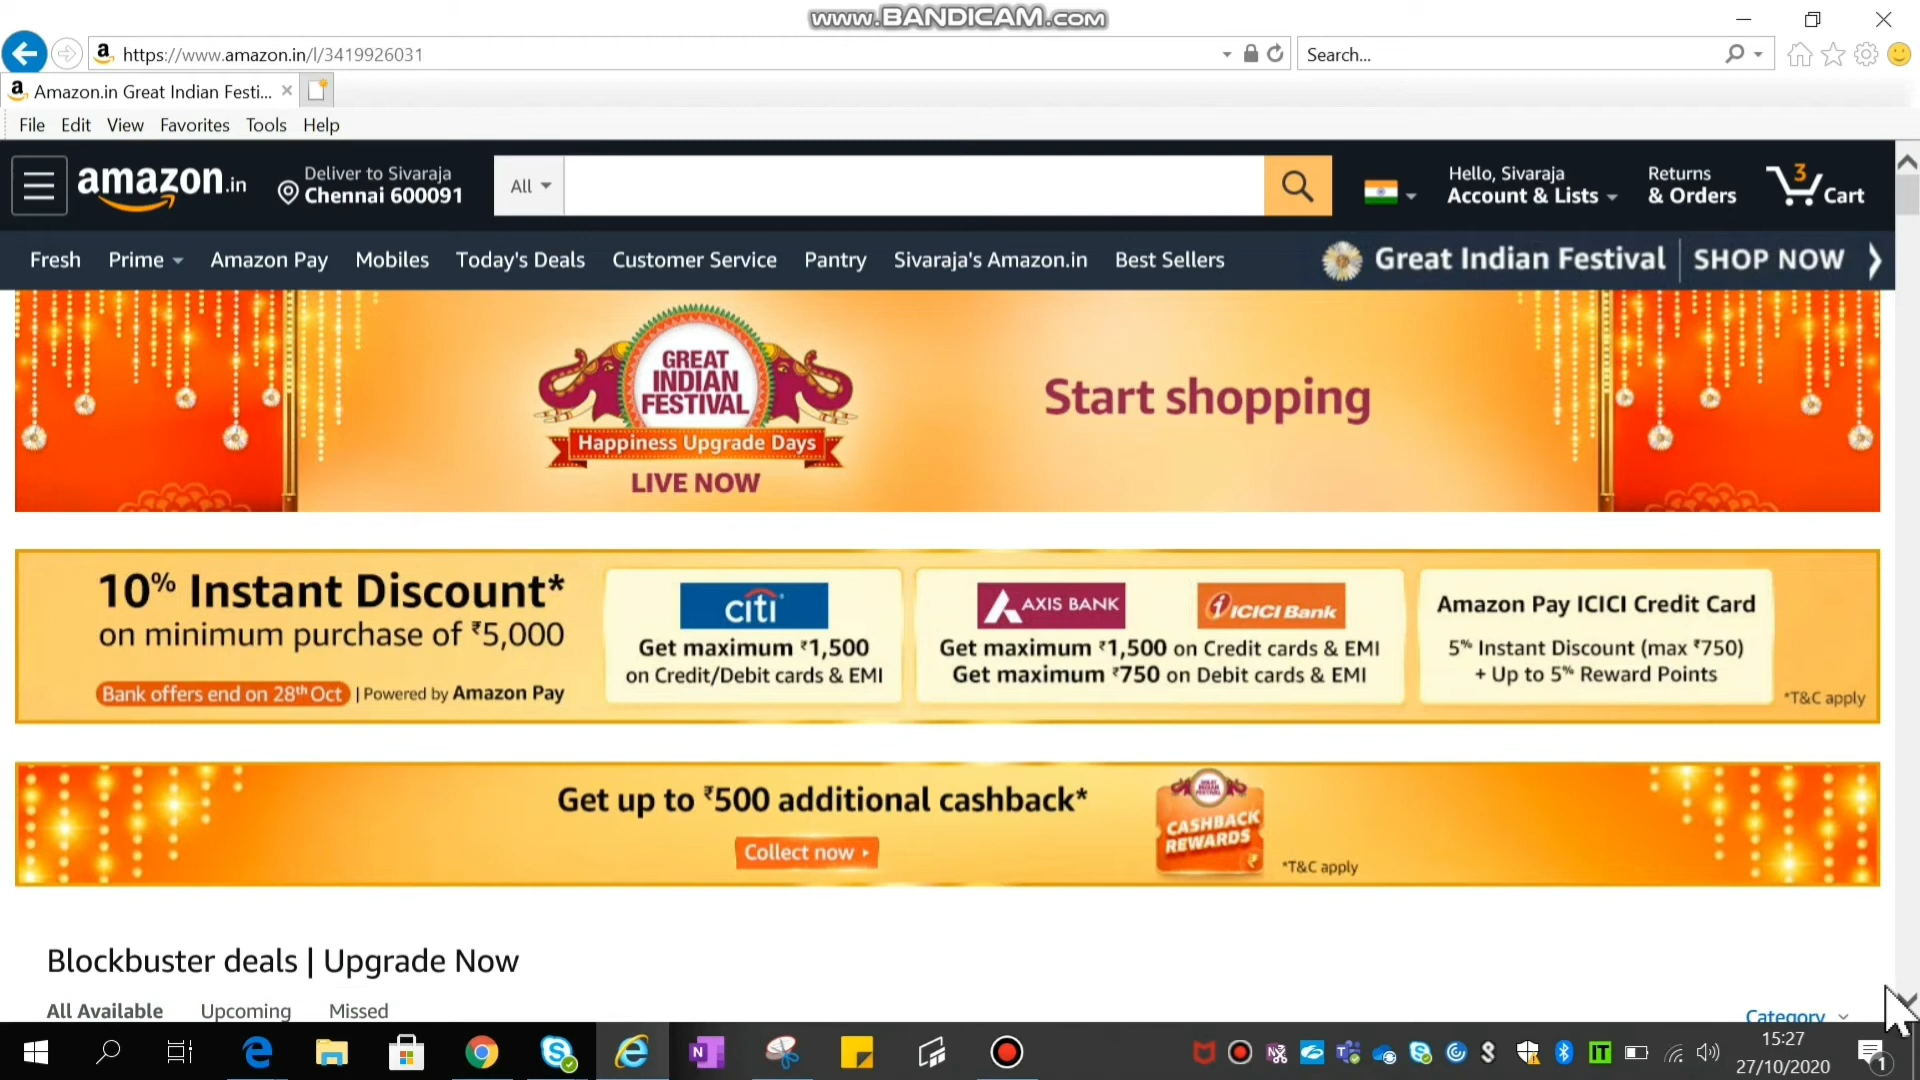 www.BANDICAM.com
https://www.amazon.in/l/3419926031
Search...
Amazon.in Great Indian Festi...
File Edit View Favorites Tools Help
amazon.in
Deliver to Sivaraja
Chennai 600091
All
Hello, Sivaraja
Account & Lists
Returns
& Orders
3
Cart
Fresh Prime Amazon Pay Mobiles Today's Deals Customer Service Pantry Sivaraja's Amazon.in Best Sellers
Great Indian Festival | SHOP NOW
GREAT
INDIAN
FESTIVAL
Happiness Upgrade Days
LIVE NOW
Start shopping
10% Instant Discount*
on minimum purchase of ₹5,000
Bank offers end on 28th Oct | Powered by Amazon Pay
citi
Get maximum ₹1,500
on Credit/Debit cards & EMI
AXIS BANK
ICICI Bank
Get maximum ₹1,500 on Credit cards & EMI
Get maximum ₹750 on Debit cards & EMI
Amazon Pay ICICI Credit Card
5% Instant Discount (max ₹750)
+ Up to 5% Reward Points
*T&C apply
Get up to ₹500 additional cashback*
Collect now
CASHBACK
REWARDS
*T&C apply
Blockbuster deals | Upgrade Now
All Available Upcoming Missed
Category
15:27
27/10/2020
1